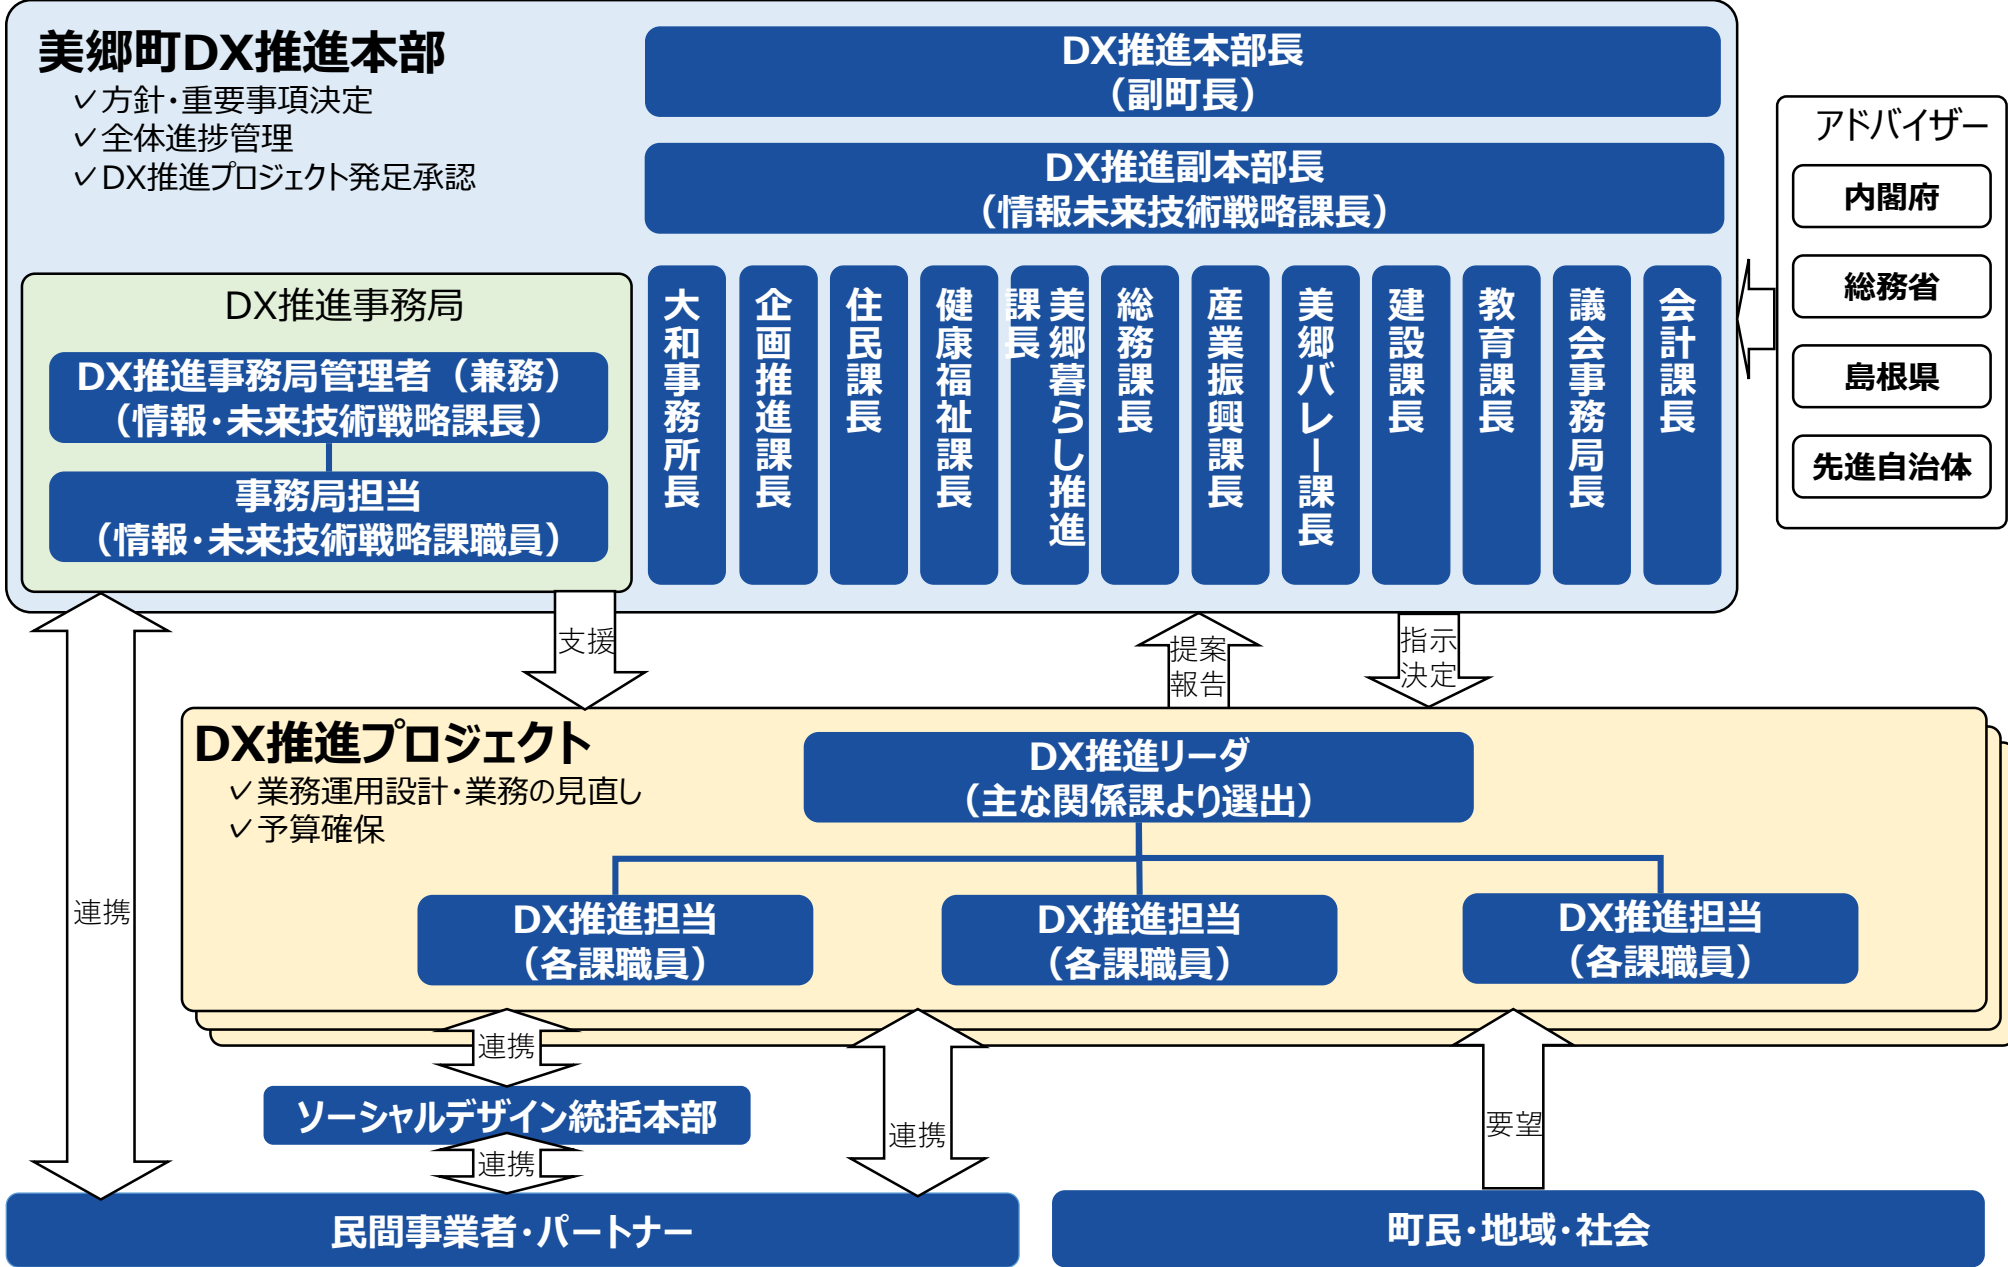 美郷町DX推進本部
✓方針・重要事項決定
✓全体進捗管理
✓DX推進プロジェクト発足承認
DX推進本部長
（副町長）
DX推進副本部長
（情報未来技術戦略課長）
DX推進事務局
DX推進事務局管理者（兼務）
（情報・未来技術戦略課長）
事務局担当
（情報・未来技術戦略課職員）
大和事務所長
企画推進課長
住民課長
健康福祉課長
美郷暮らし推進
課長
総務課長
産業振興課長
美郷バレー課長
建設課長
教育課長
議会事務局長
会計課長
アドバイザー
内閣府
総務省
島根県
先進自治体
支援
提案
報告
指示
決定
DX推進プロジェクト
✓業務運用設計・業務の見直し
✓予算確保
DX推進リーダ
（主な関係課より選出）
DX推進担当
（各課職員）
DX推進担当
（各課職員）
DX推進担当
（各課職員）
連携
連携
ソーシャルデザイン統括本部
連携
連携
要望
民間事業者・パートナー
町民・地域・社会